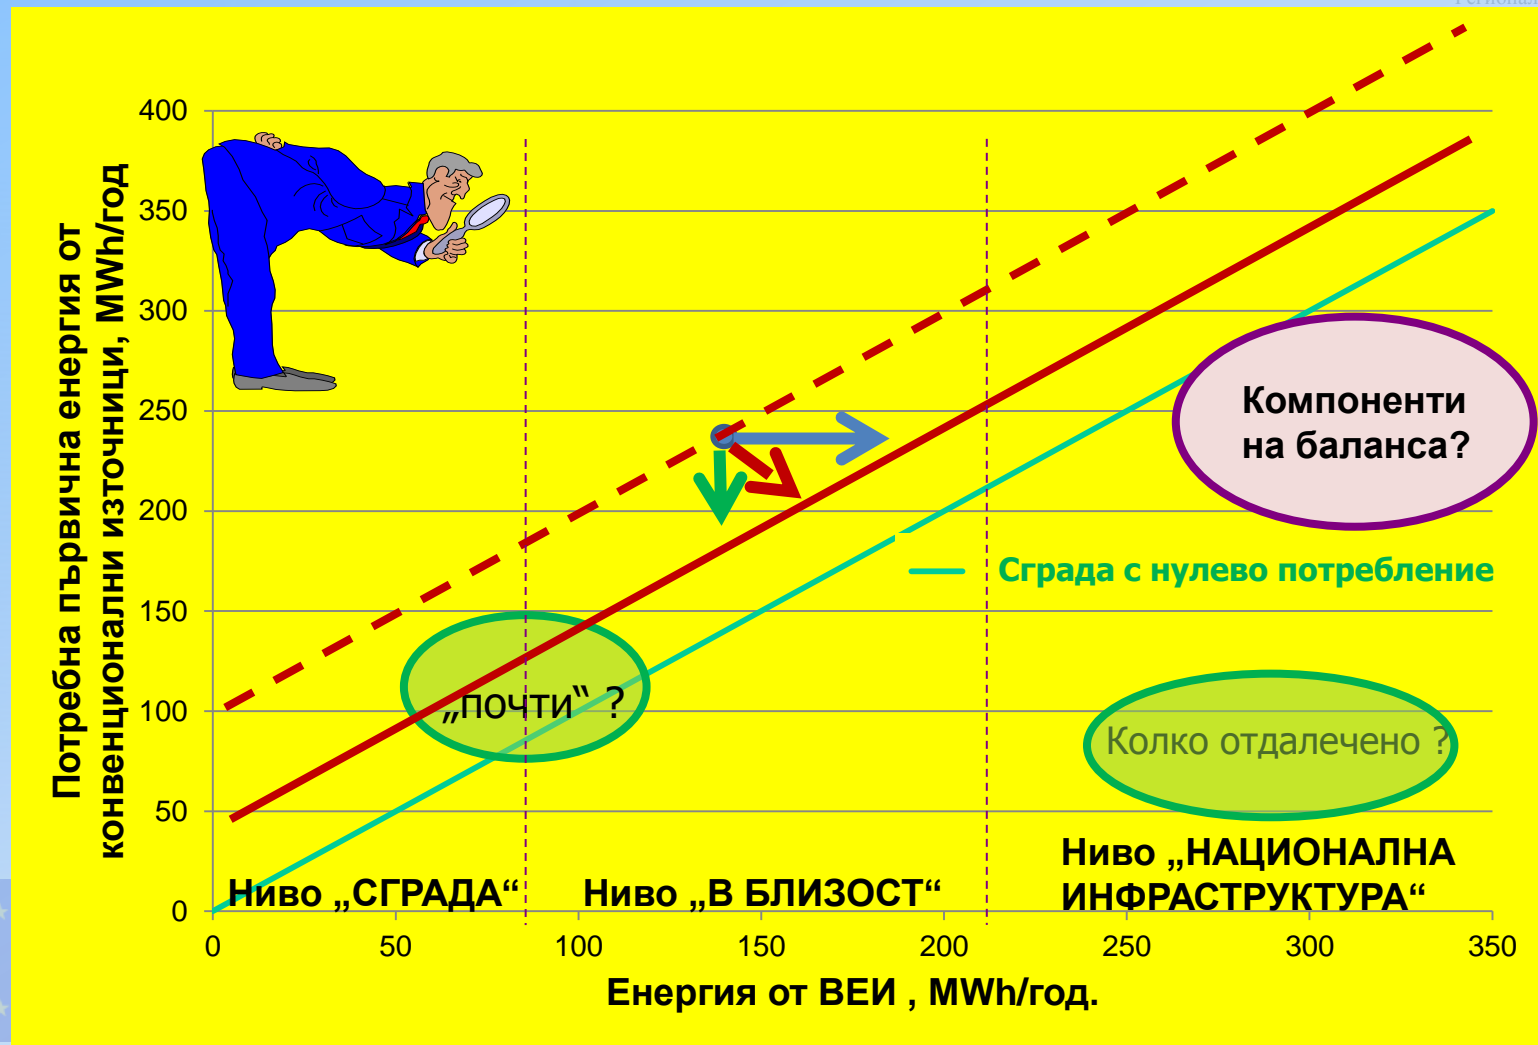 400
350
300
250
200
150
100
50
0
Потребна първична енергия от
конвенционални източници, MWh/год
Компоненти
на баланса?
Сграда с нулево потребление
„почти“ ?
Колко отдалечено ?
Ниво „СГРАДА“
Ниво „В БЛИЗОСТ“
Ниво „НАЦИОНАЛНА
ИНФРАСТРУКТУРА“
0 50 100 150 200 250 300 350
Енергия от ВЕИ , MWh/год.